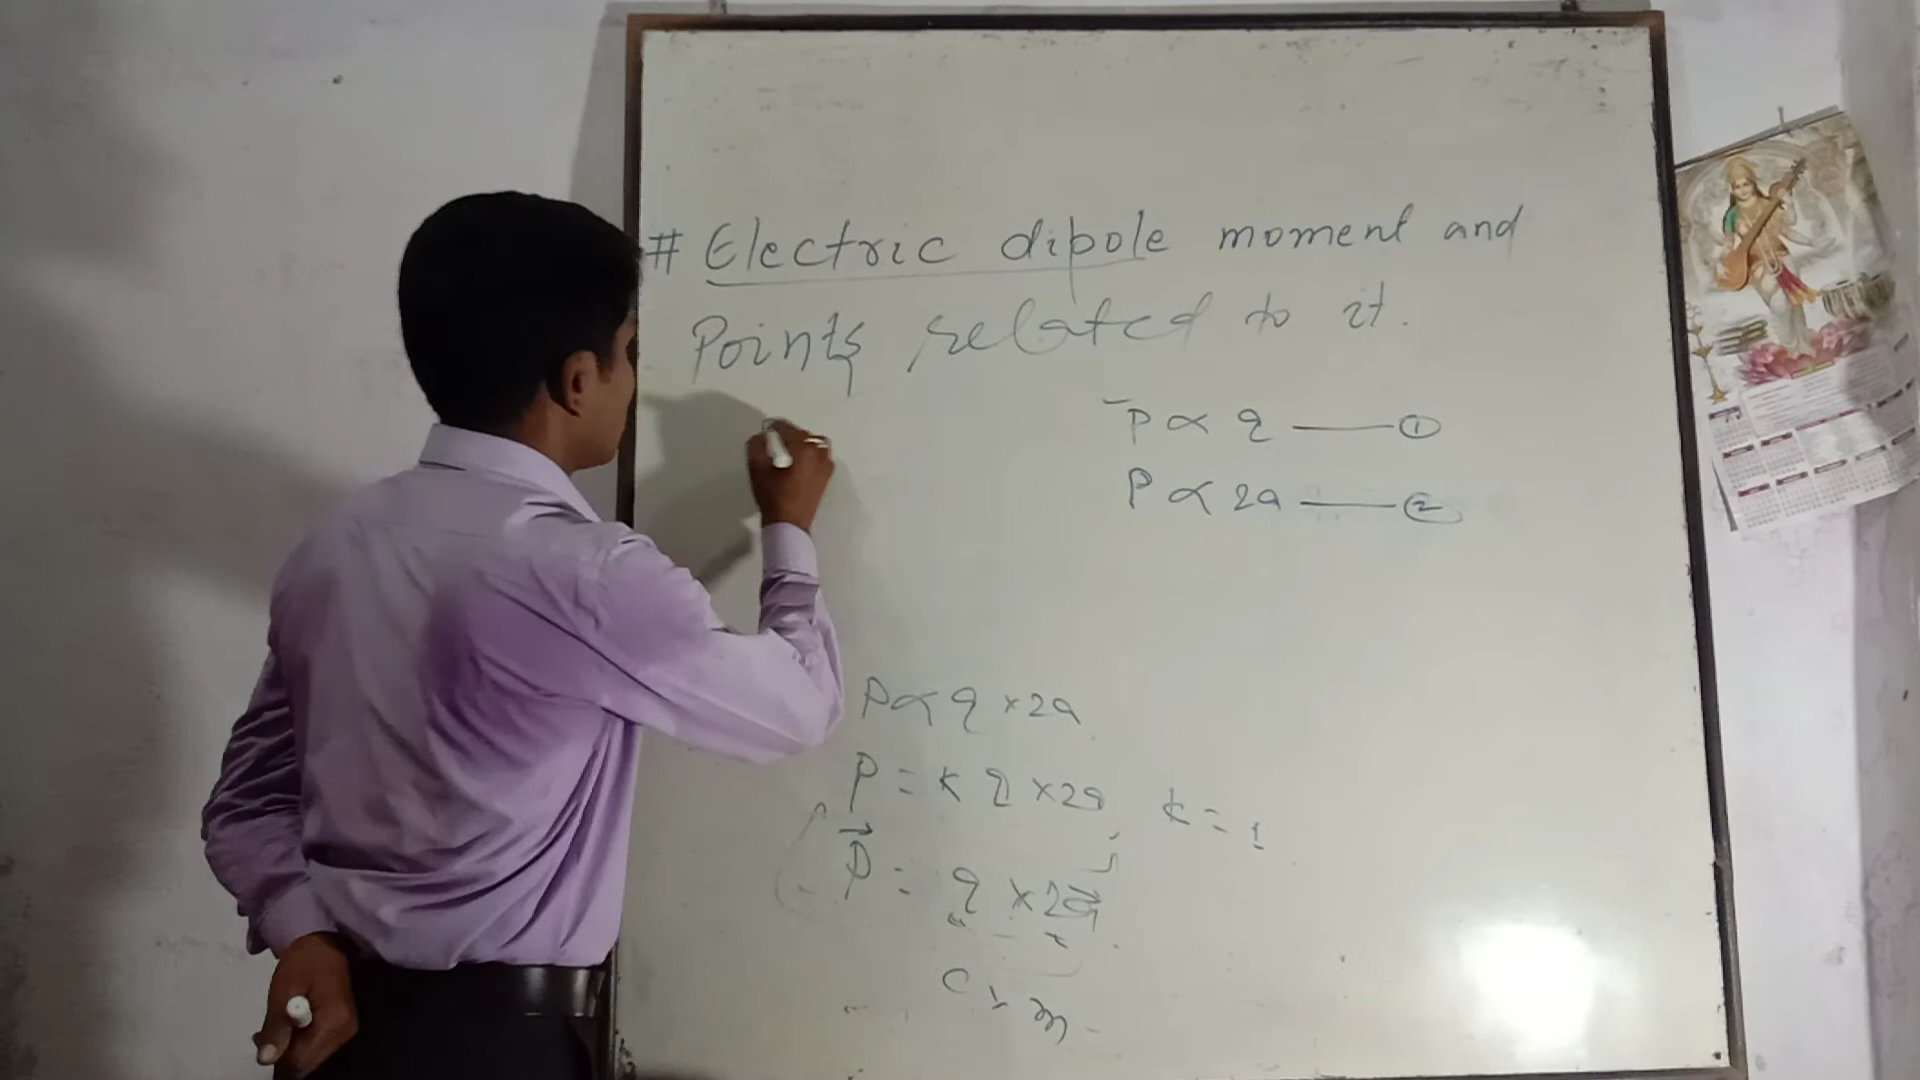 # Electric dipole moment and
Points related to it.
P ∝ q —— ①
P ∝ 2a —— ②
P ∝ q × 2a
P = K q × 2a K = 1
P⃗ = q × 2a⃗
C × m